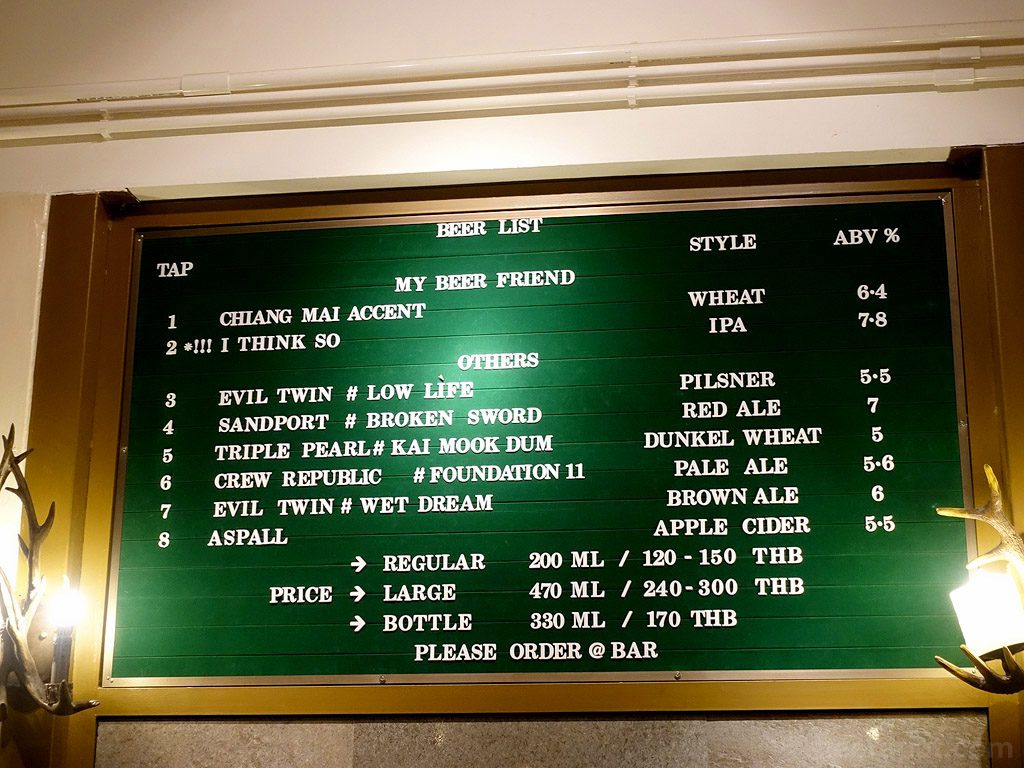 BEER LIST
TAP STYLE ABV %
MY BEER FRIEND
1 CHIANG MAI ACCENT WHEAT 6·4
2 *!!! I THINK SO IPA 7·8
OTHERS
3 EVIL TWIN # LOW LÌFE PILSNER 5·5
4 SANDPORT # BROKEN SWORD RED ALE 7
5 TRIPLE PEARL # KAI MOOK DUM DUNKEL WHEAT 5
6 CREW REPUBLIC # FOUNDATION 11 PALE ALE 5·6
7 EVIL TWIN # WET DREAM BROWN ALE 6
8 ASPALL APPLE CIDER 5·5
→ REGULAR 200 ML / 120-150 THB
PRICE → LARGE 470 ML / 240-300 THB
→ BOTTLE 330 ML / 170 THB
PLEASE ORDER @ BAR